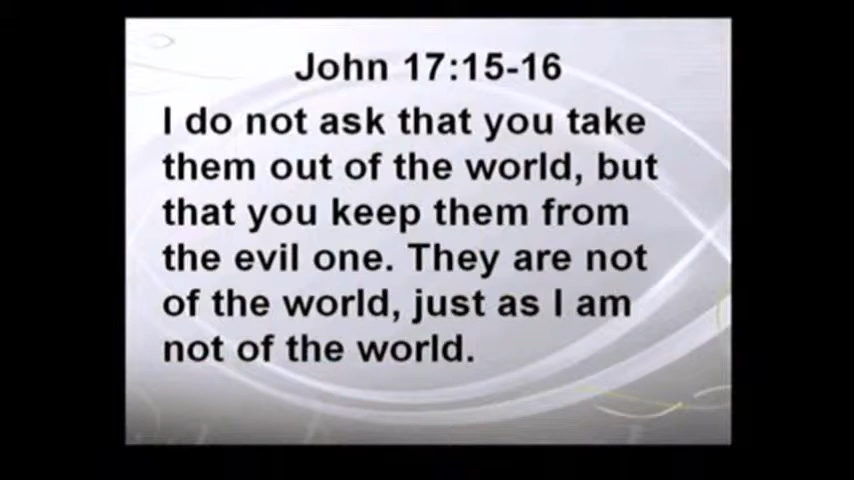 John 17:15-16
I do not ask that you take
them out of the world, but
that you keep them from
the evil one. They are not
of the world, just as I am
not of the world.